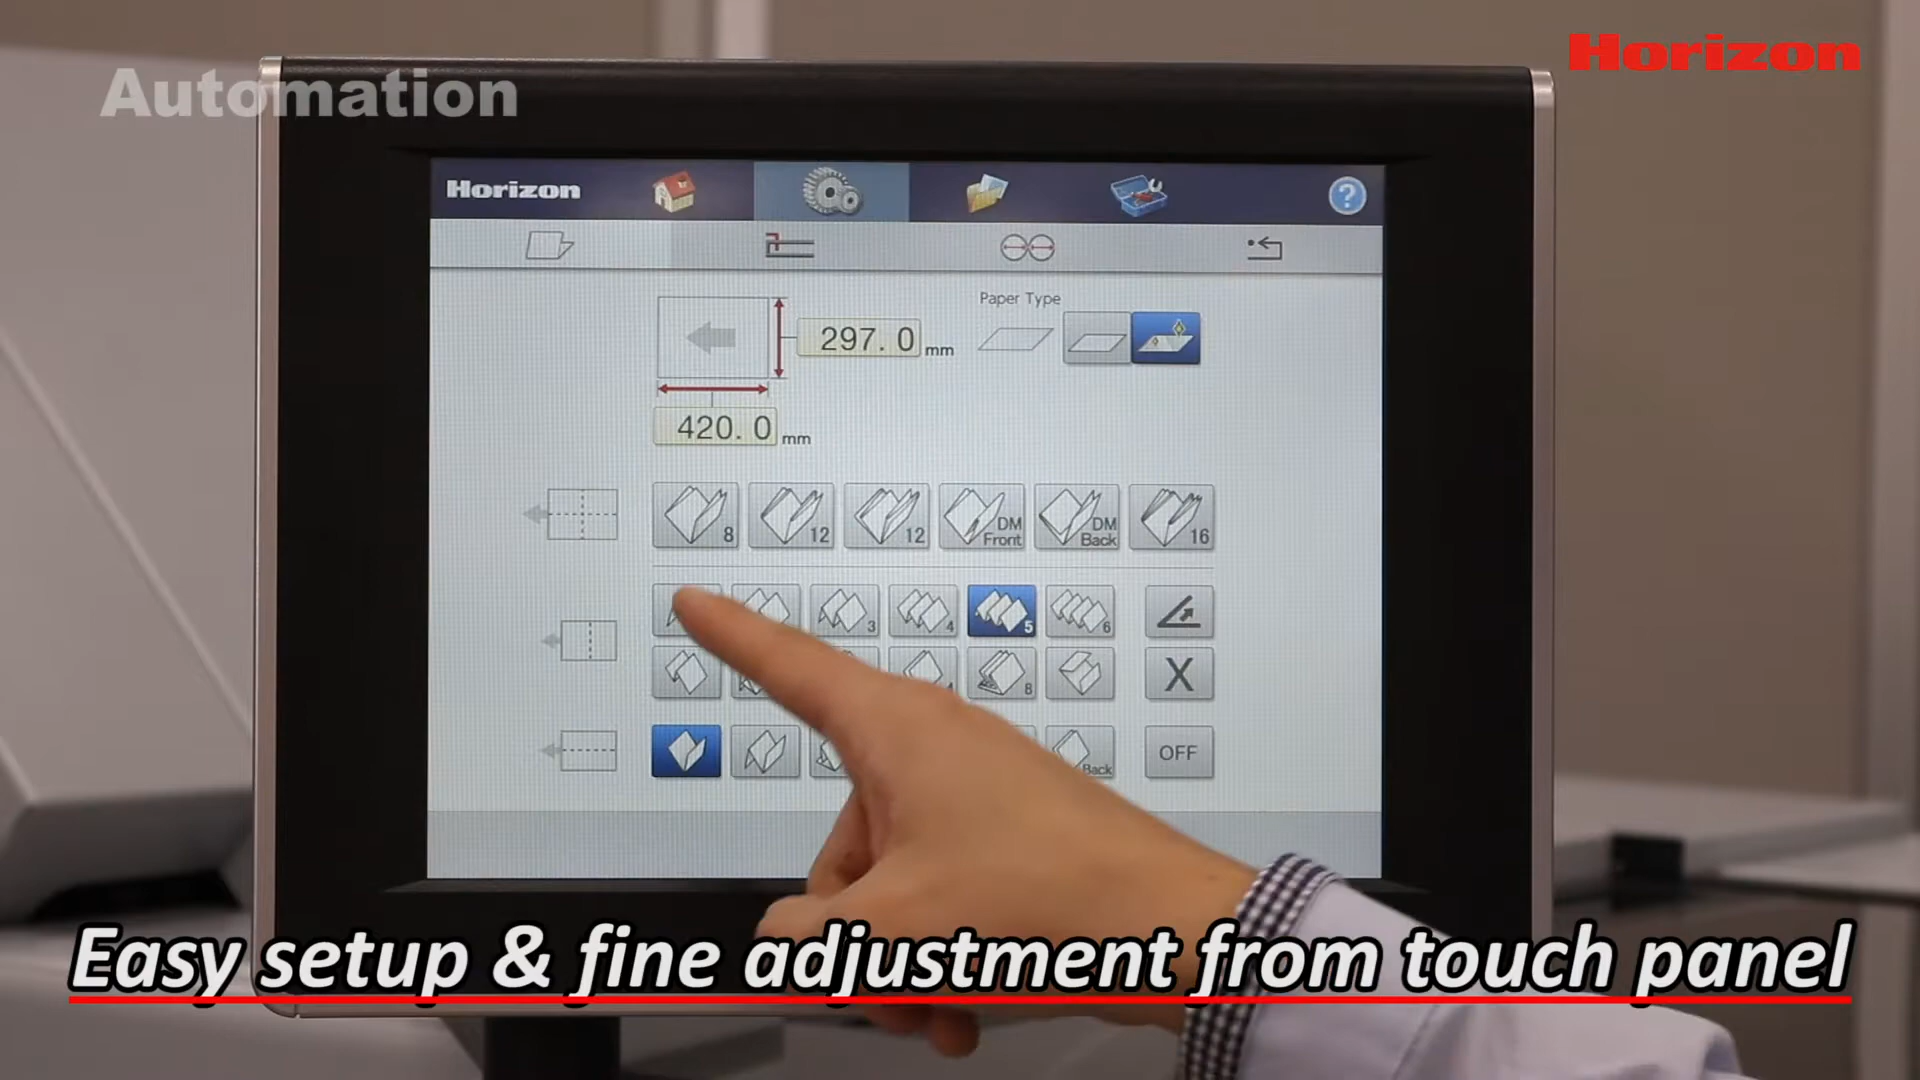 Automation
Horizon
Horizon
?
Paper Type
297.0 mm
420.0 mm
8
12
12
DM Front
DM Back
16
3
4
5
6
4
8
X
Back
OFF
Easy setup & fine adjustment from touch panel